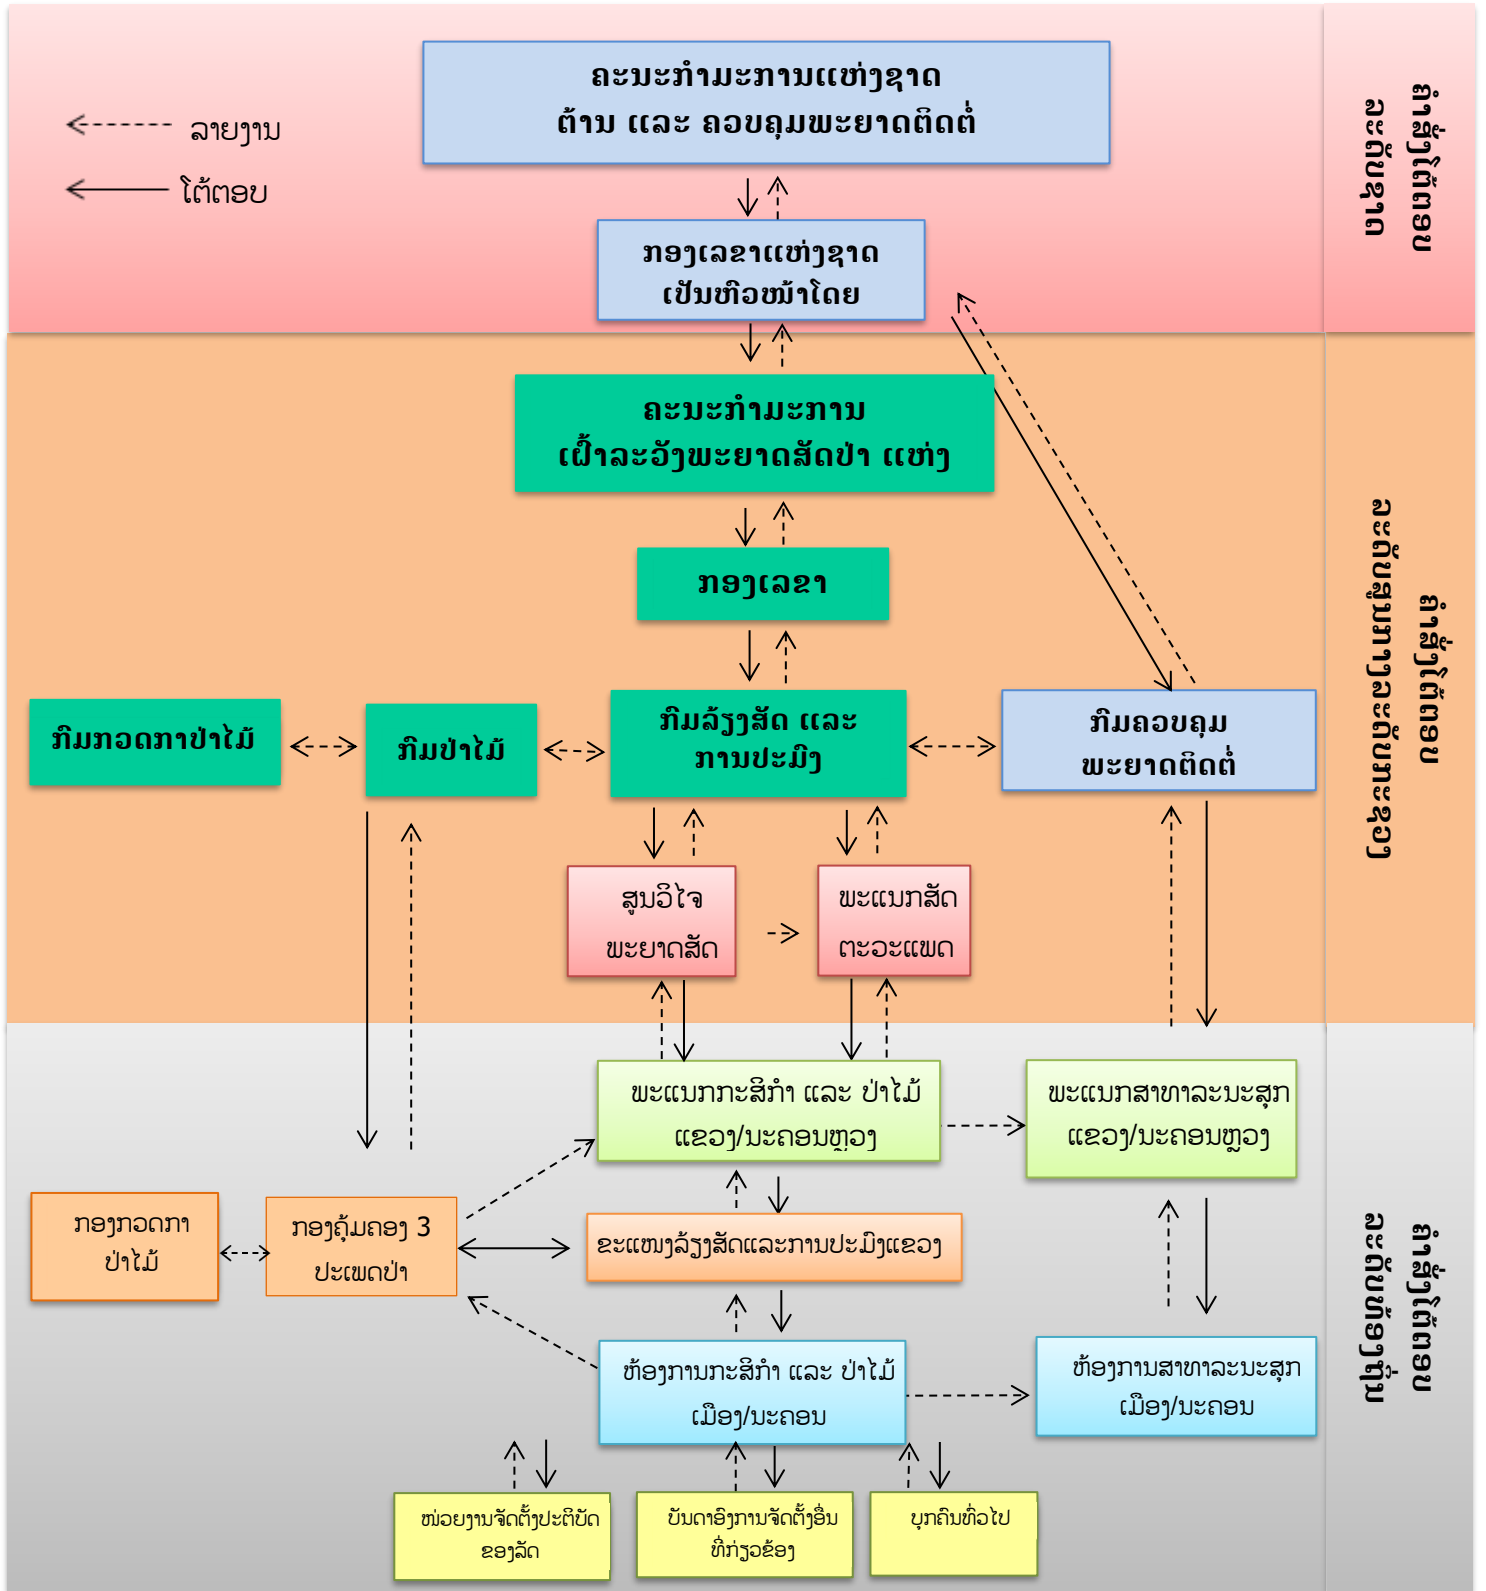 ຄະນະກຳມະການແຫ່ງຊາດ
ຕ້ານ ແລະ ຄວບຄຸມພະຍາດຕິດຕໍ່
ລາຍງານ
ໂຕ້ຕອບ
ຄຳສັ່ງໂຕ້ຕອບ
ລະດັບຊາດ
ກອງເລຂາແຫ່ງຊາດ
ເປັນຫົວໜ້າໂດຍ
ຄະນະກຳມະການ
ເຝົ້າລະວັງພະຍາດສັດປ່າ ແຫ່ງ
ກອງເລຂາ
ຄຳສັ່ງໂຕ້ຕອບ
ລະດັບສູນກາງລະດັບກະຊວງ
ກົມກວດກາປ່າໄມ້
ກົມປ່າໄມ້
ກົມລ້ຽງສັດ ແລະ
ການປະມົງ
ກົມຄວບຄຸມ
ພະຍາດຕິດຕໍ່
ສູນວິໄຈ
ພະຍາດສັດ
ພະແນກສັດ
ຕະວະແພດ
ພະແນກກະສິກຳ ແລະ ປ່າໄມ້
ແຂວງ/ນະຄອນຫຼວງ
ພະແນກສາທາລະນະສຸກ
ແຂວງ/ນະຄອນຫຼວງ
ກອງກວດກາ
ປ່າໄມ້
ກອງຄຸ້ມຄອງ 3
ປະເພດປ່າ
ຂະແໜງລ້ຽງສັດແລະການປະມົງແຂວງ
ຄຳສັ່ງໂຕ້ຕອບ
ລະດັບທ້ອງຖິ່ນ
ຫ້ອງການກະສິກຳ ແລະ ປ່າໄມ້
ເມືອງ/ນະຄອນ
ຫ້ອງການສາທາລະນະສຸກ
ເມືອງ/ນະຄອນ
ໜ່ວຍງານຈັດຕັ້ງປະຕິບັດ
ຂອງລັດ
ບັນດາອົງການຈັດຕັ້ງອື່ນ
ທີ່ກ່ຽວຂ້ອງ
ບຸກຄົນທົ່ວໄປ